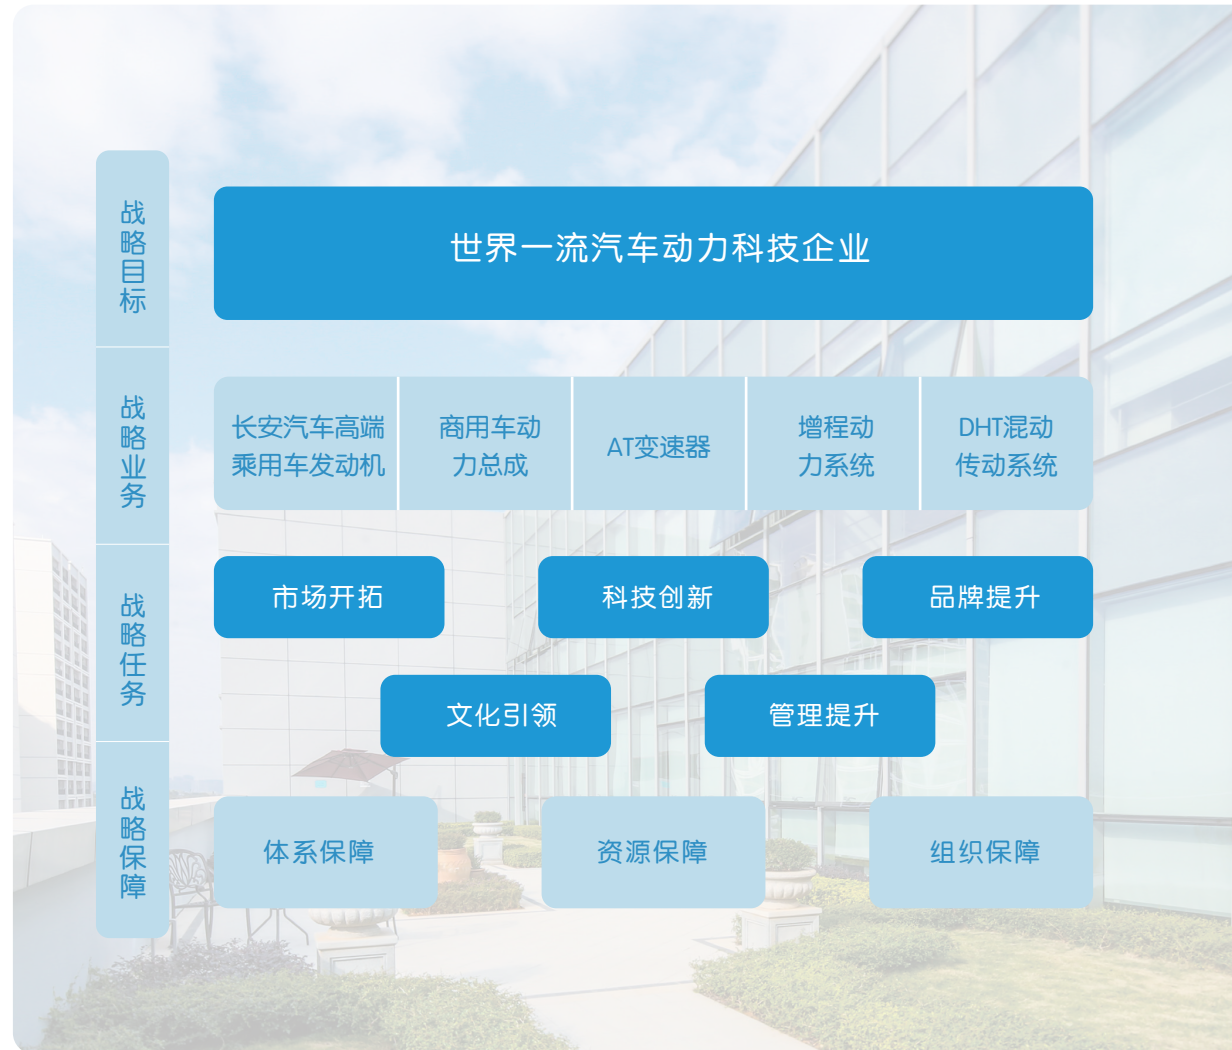 战略目标
世界一流汽车动力科技企业
战略业务
长安汽车高端
乘用车发动机
商用车动
力总成
AT变速器
增程动
力系统
DHT混动
传动系统
战略任务
市场开拓
科技创新
品牌提升
文化引领
管理提升
战略保障
体系保障
资源保障
组织保障